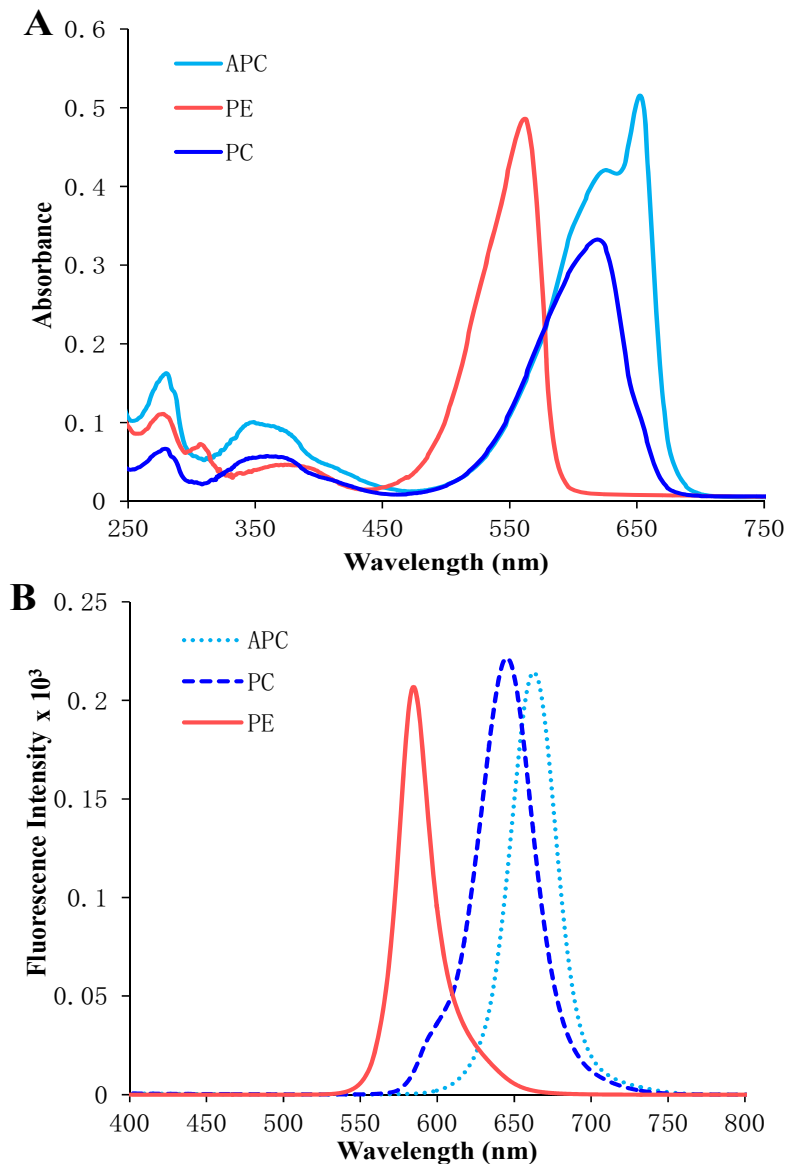 A
0.6
0.5
0.4
0.3
0.2
0.1
0
Absorbance
APC
PE
PC
250 350 450 550 650 750
Wavelength (nm)
B
0.25
0.2
0.15
0.1
0.05
0
Fluorescence Intensity x 10³
APC
PC
PE
400 450 500 550 600 650 700 750 800
Wavelength (nm)